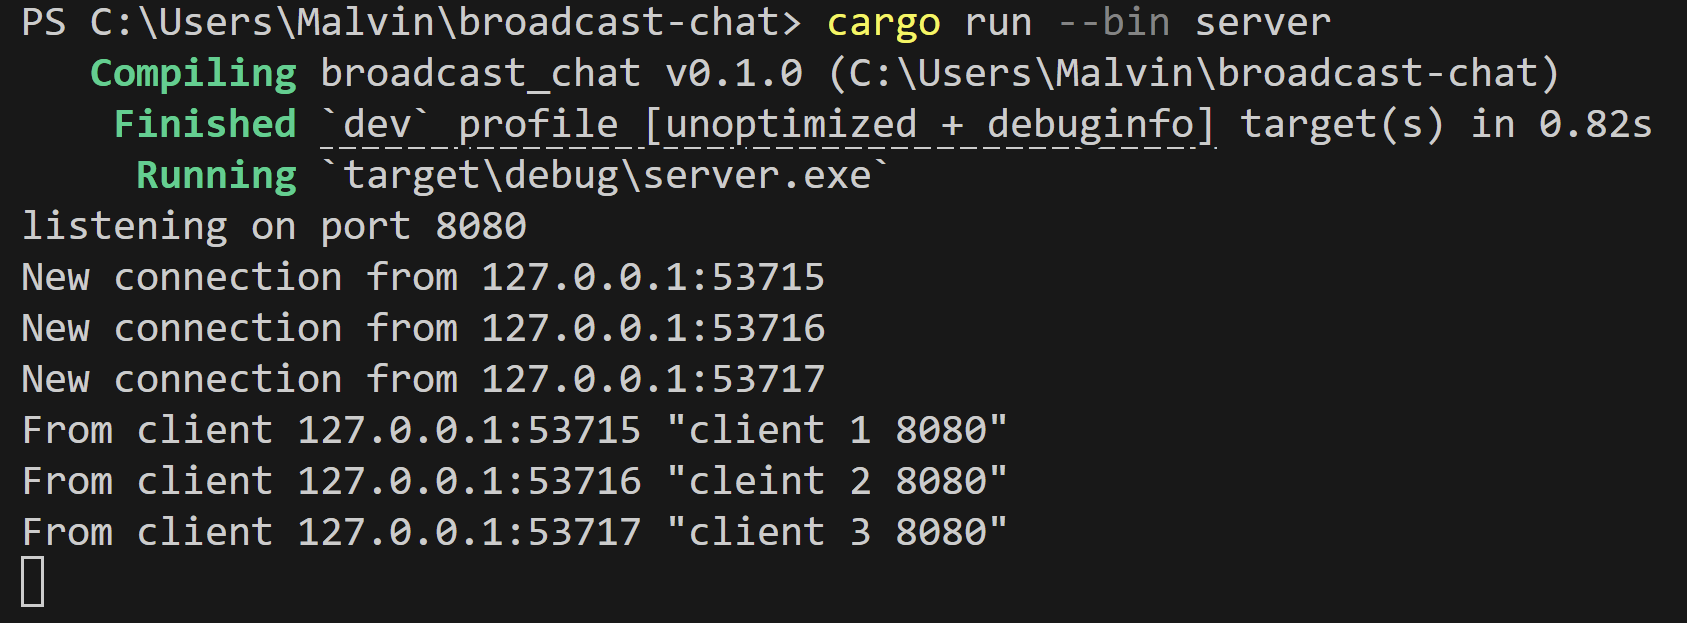 PS C:\Users\Malvin\broadcast-chat> cargo run --bin server
Compiling broadcast_chat v0.1.0 (C:\Users\Malvin\broadcast-chat)
Finished `dev` profile [unoptimized + debuginfo] target(s) in 0.82s
Running `target\debug\server.exe`
listening on port 8080
New connection from 127.0.0.1:53715
New connection from 127.0.0.1:53716
New connection from 127.0.0.1:53717
From client 127.0.0.1:53715 "client 1 8080"
From client 127.0.0.1:53716 "cleint 2 8080"
From client 127.0.0.1:53717 "client 3 8080"